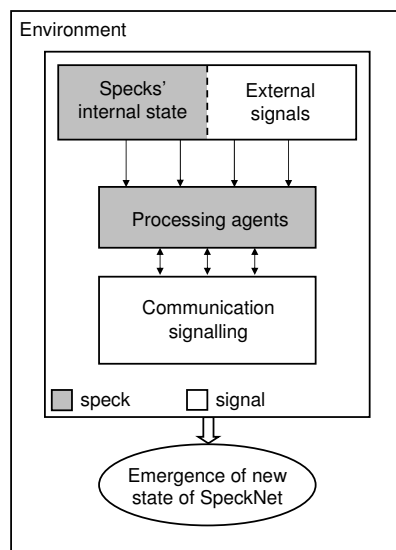 Environment
Specks'
internal state
External
signals
Processing agents
Communication
signalling
speck
signal
Emergence of new
state of SpeckNet